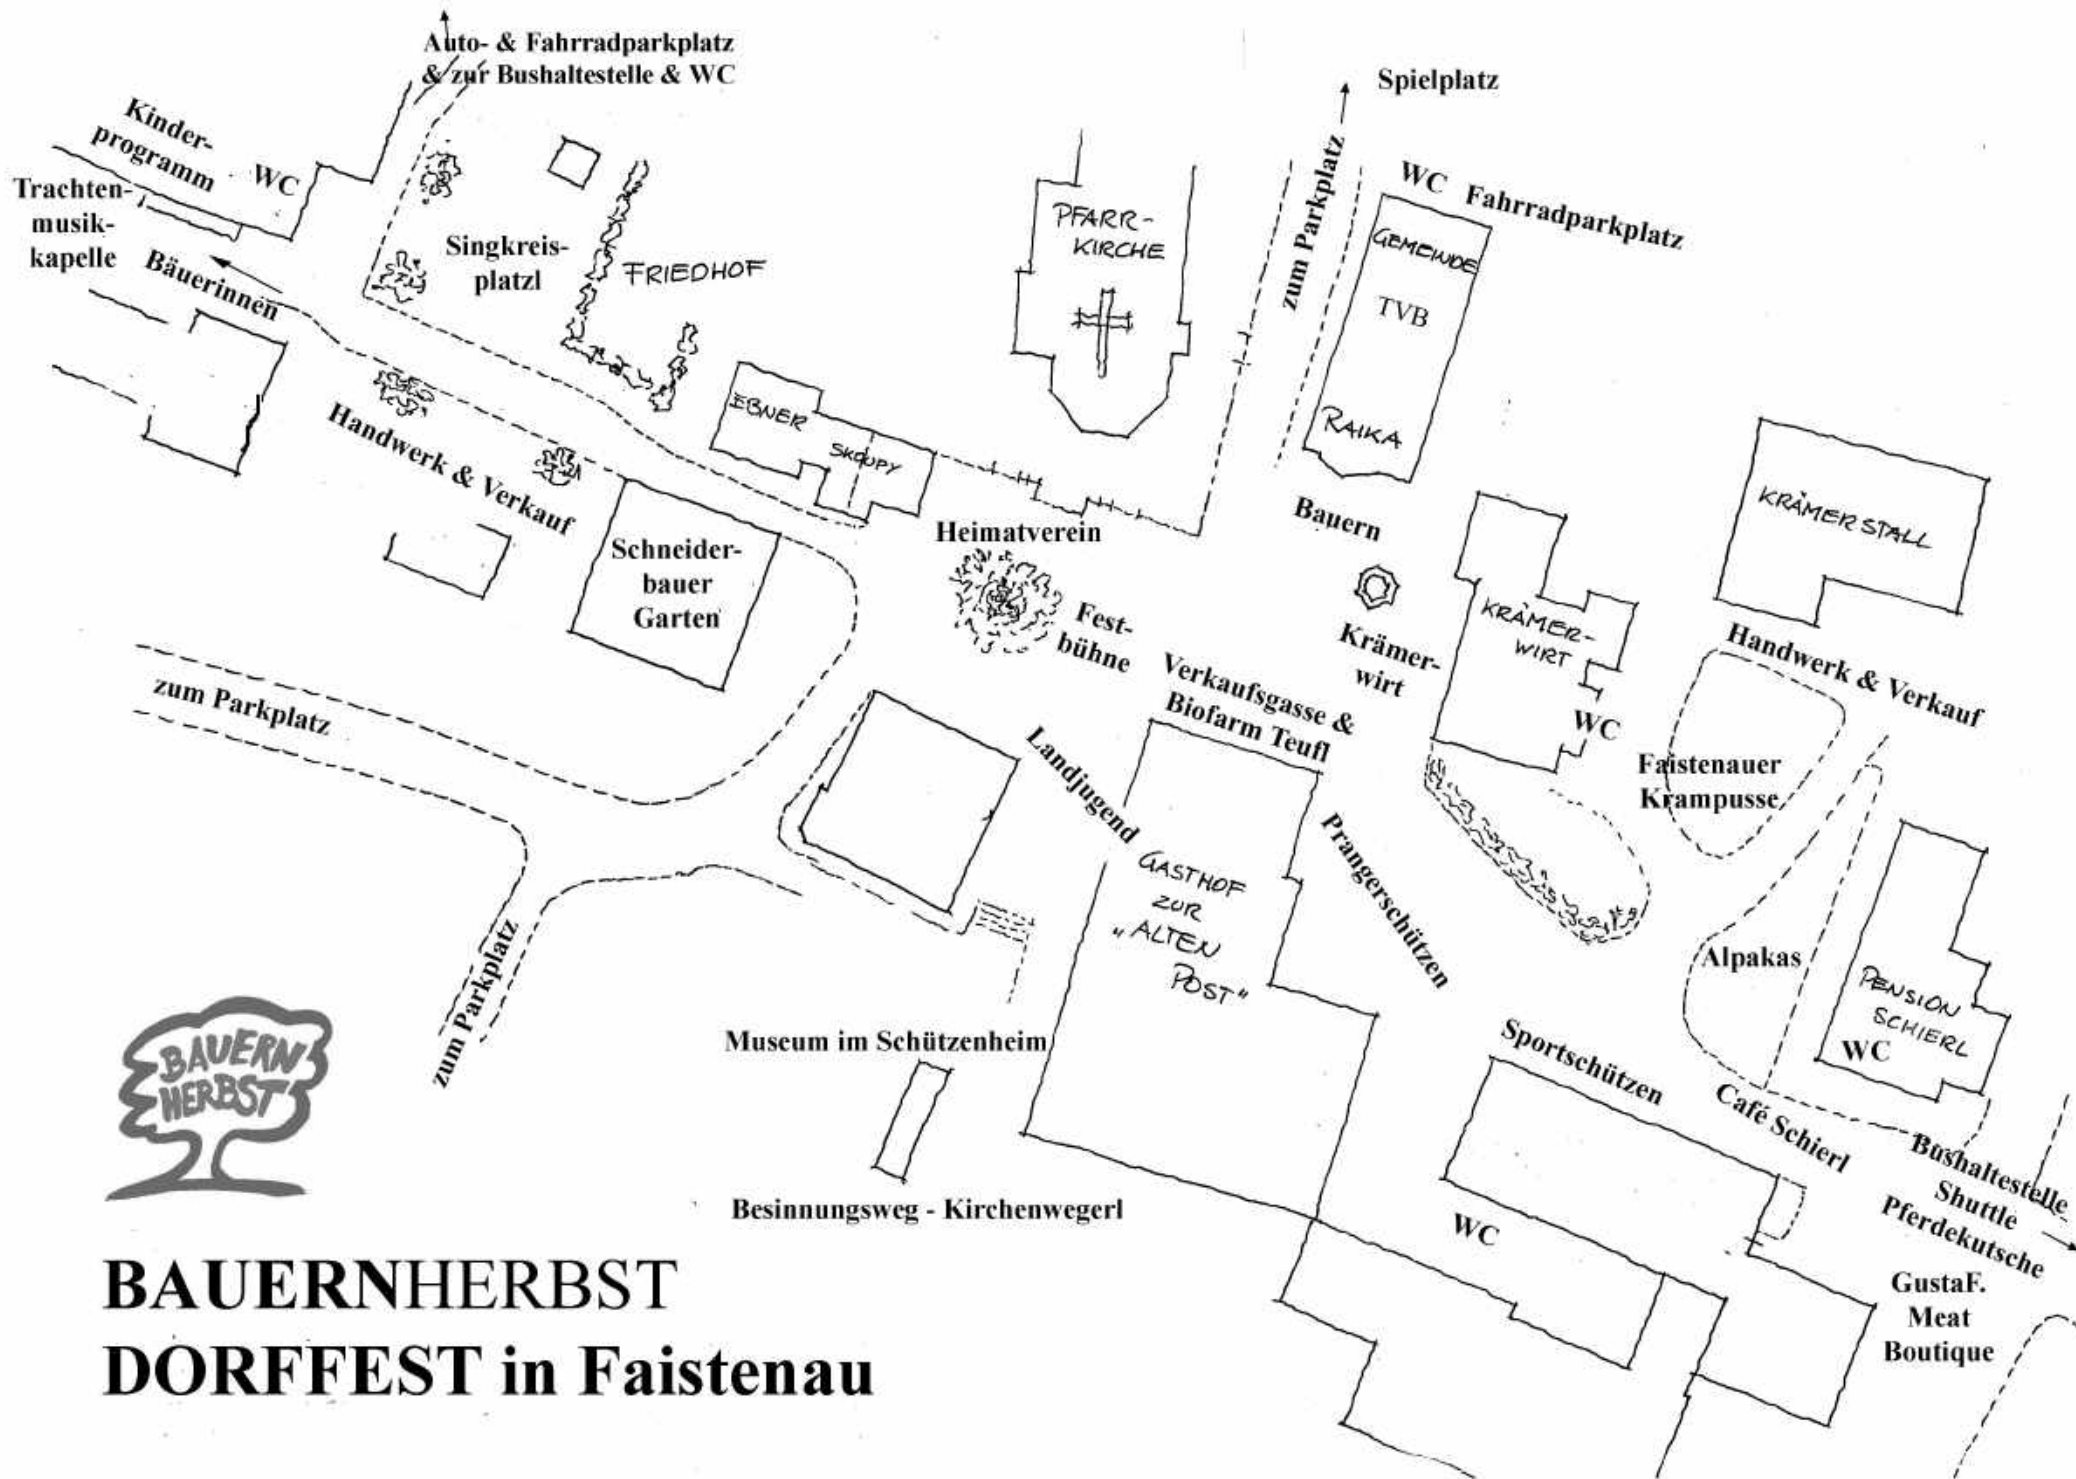 Auto- & Fahrradparkplatz
& zur Bushaltestelle & WC
Kinder-
programm
WC
Trachten-
musik-
kapelle
Bäuerinnen
Singkreis-
platzl
FRIEDHOF
PFARR-
KIRCHE
zum Parkplatz
Spielplatz
WC
Fahrradparkplatz
GEMEINDE
TVB
RAIKA
Handwerk & Verkauf
EBNER
SKOUPY
Schneider-
bauer
Garten
Heimatverein
Fest-
bühne
Bauern
Krämer-
wirt
KRÄMER-
WIRT
WC
KRÄMER STALL
Handwerk & Verkauf
Faistenauer
Krampusse
Verkaufsgasse &
Biofarm Teufl
Landjugend
Prangerschützen
GASTHOF
ZUR
„ALTEN
POST"
zum Parkplatz
zum Parkplatz
Alpakas
PENSION
SCHIERL
WC
Sportschützen
Café Schierl
Museum im Schützenheim
Besinnungsweg - Kirchenwegerl
WC
Bushaltestelle
Shuttle
Pferdekutsche
GustaF.
Meat
Boutique
BAUERN
HERBST
BAUERNHERBST
DORFFEST in Faistenau